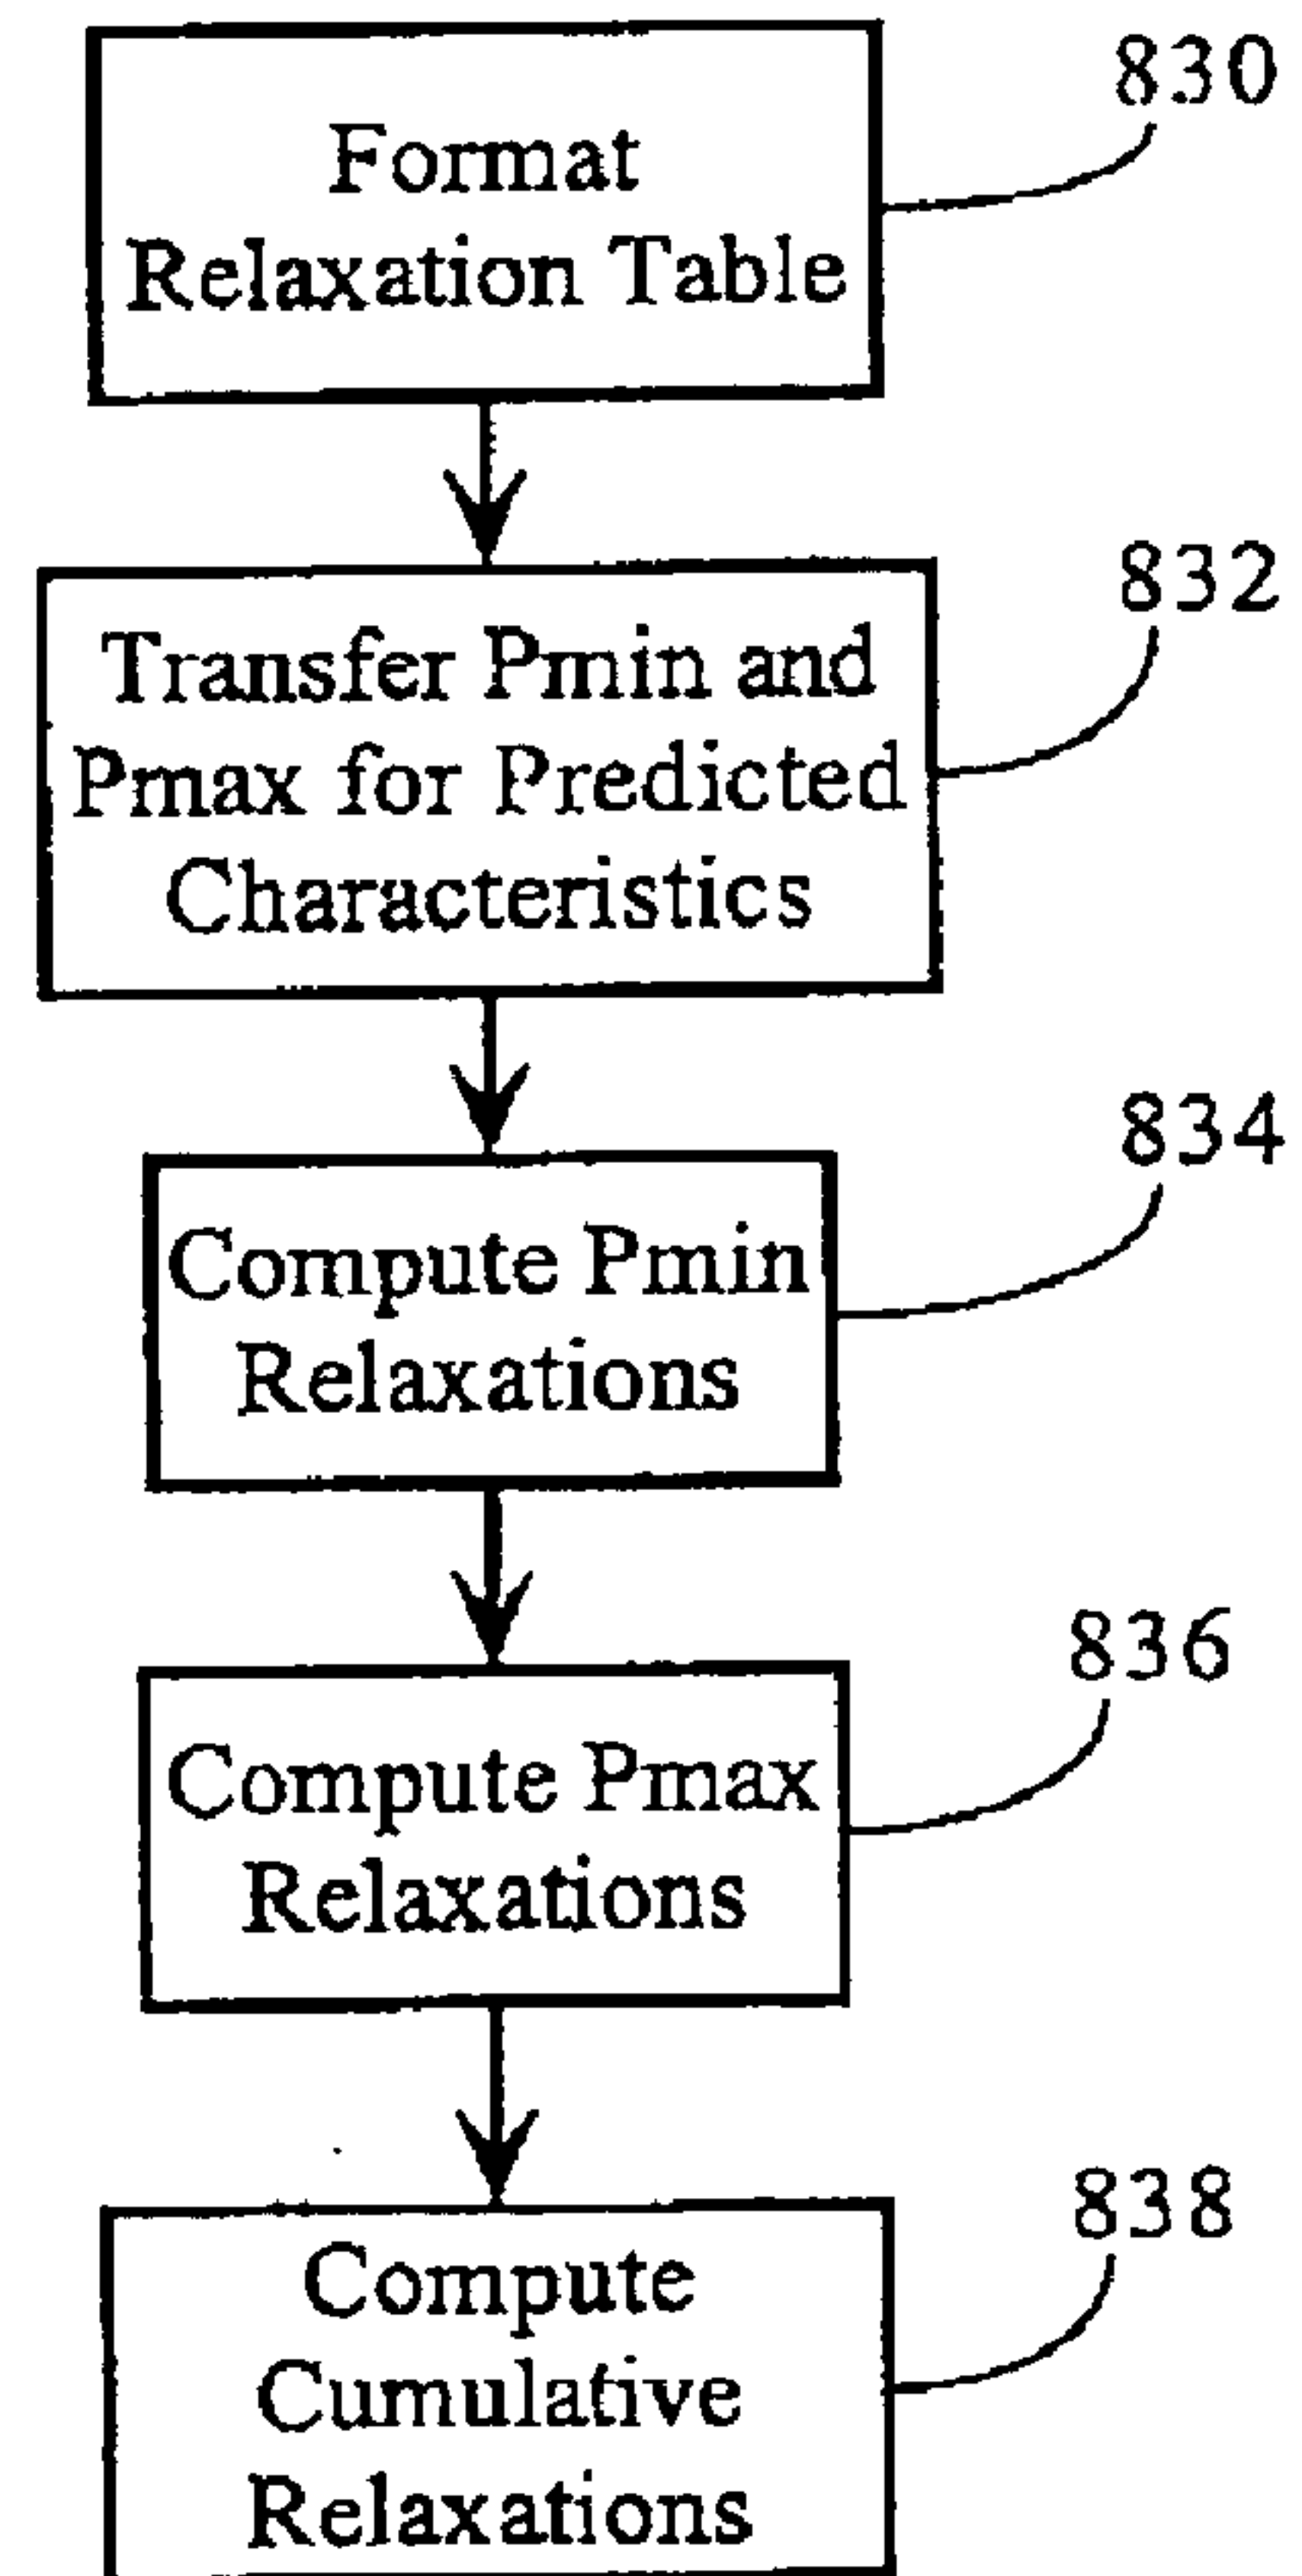 830
Format
Relaxation Table
832
Transfer Pmin and
Pmax for Predicted
Characteristics
834
Compute Pmin
Relaxations
836
Compute Pmax
Relaxations
838
Compute
Cumulative
Relaxations